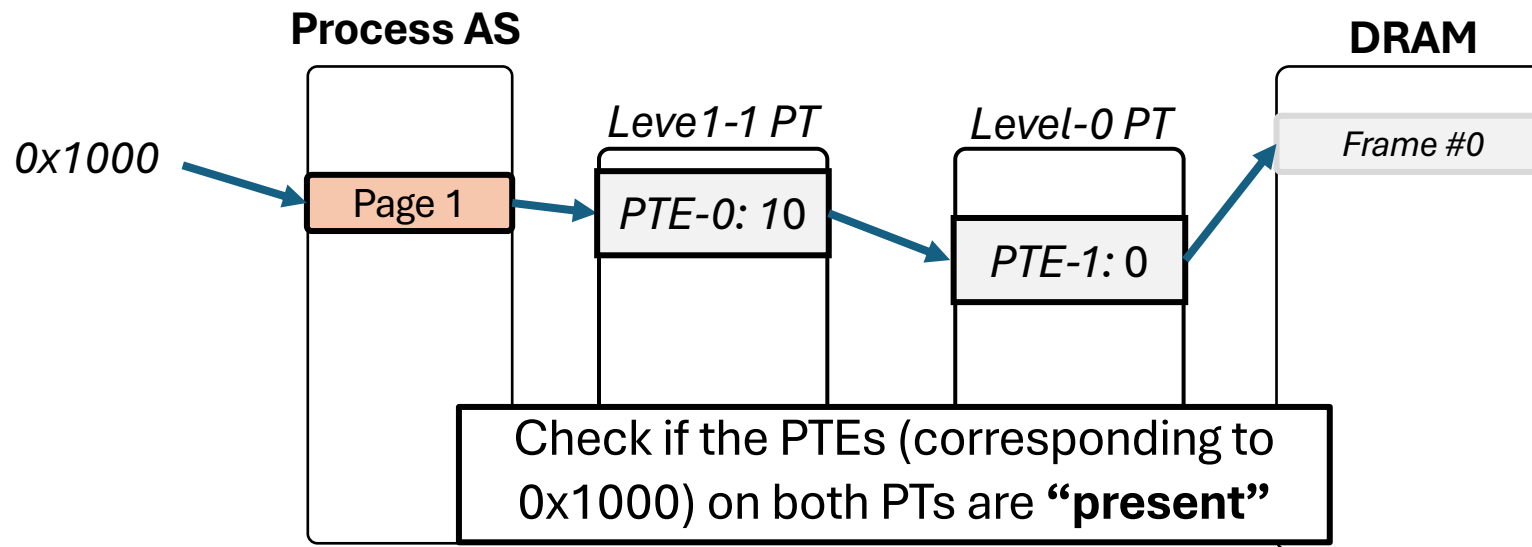 Process AS
DRAM
Leve1-1 PT
Level-0 PT
0x1000
Frame #0
Page 1
PTE-0: 10
PTE-1: 0
Check if the PTEs (corresponding to
0x1000) on both PTs are “present”